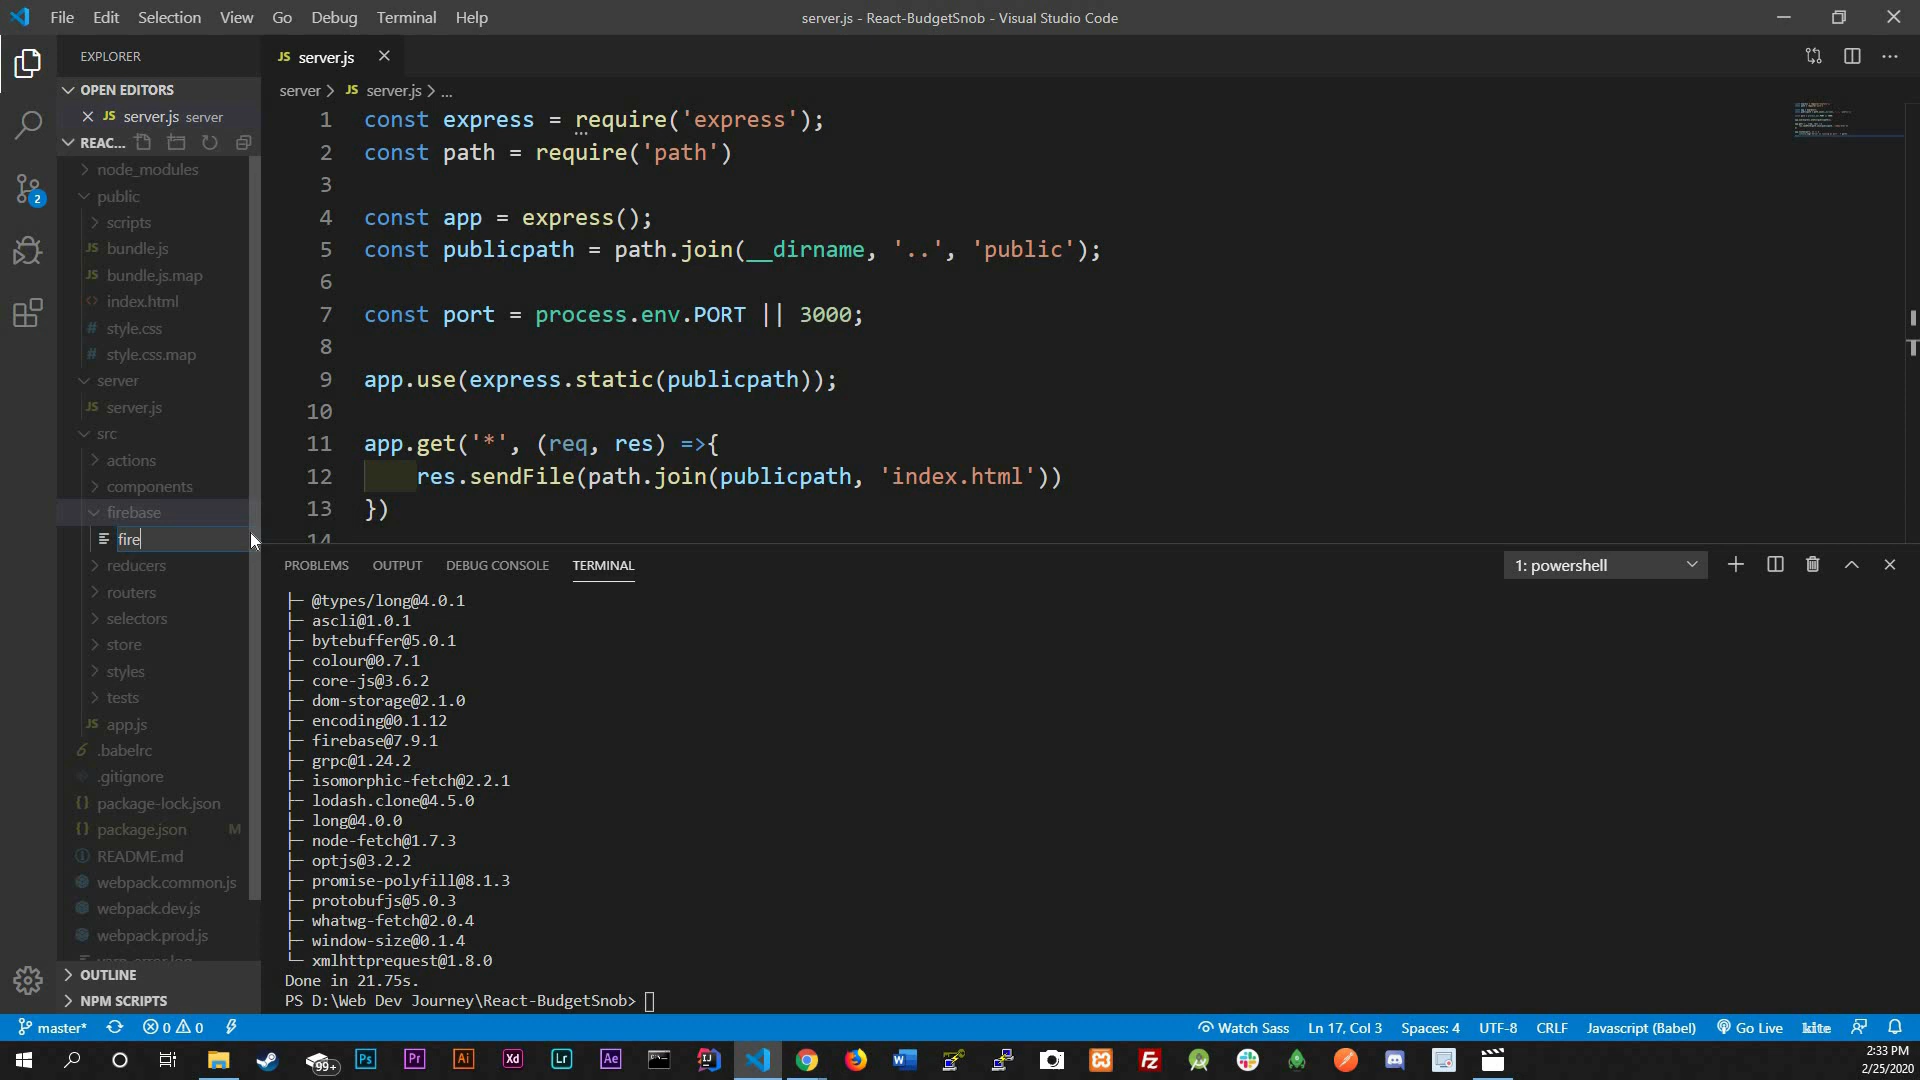 File Edit Selection View Go Debug Terminal Help
server.js - React-BudgetSnob - Visual Studio Code
EXPLORER
JS server.js
OPEN EDITORS
JS server.js server
server > JS server.js > ...
REAC...
node_modules
public
scripts
JS bundle.js
JS bundle.js.map
<> index.html
# style.css
# style.css.map
server
JS server.js
src
actions
components
firebase
fire
reducers
routers
selectors
store
styles
tests
JS app.js
.babelrc
.gitignore
{} package-lock.json
{} package.json M
README.md
webpack.common.js
webpack.dev.js
webpack.prod.js
OUTLINE
NPM SCRIPTS
2
1 const express = require('express');
2 const path = require('path')
3
4 const app = express();
5 const publicpath = path.join(__dirname, '..', 'public');
6
7 const port = process.env.PORT || 3000;
8
9 app.use(express.static(publicpath));
10
11 app.get('*', (req, res) =>{
12 res.sendFile(path.join(publicpath, 'index.html'))
13 })
14
PROBLEMS OUTPUT DEBUG CONSOLE TERMINAL
1: powershell
├─ @types/long@4.0.1
├─ ascli@1.0.1
├─ bytebuffer@5.0.1
├─ colour@0.7.1
├─ core-js@3.6.2
├─ dom-storage@2.1.0
├─ encoding@0.1.12
├─ firebase@7.9.1
├─ grpc@1.24.2
├─ isomorphic-fetch@2.2.1
├─ lodash.clone@4.5.0
├─ long@4.0.0
├─ node-fetch@1.7.3
├─ optjs@3.2.2
├─ promise-polyfill@8.1.3
├─ protobufjs@5.0.3
├─ whatwg-fetch@2.0.4
├─ window-size@0.1.4
└─ xmlhttprequest@1.8.0
Done in 21.75s.
PS D:\Web Dev Journey\React-BudgetSnob>
master* 0 0 Watch Sass Ln 17, Col 3 Spaces: 4 UTF-8 CRLF Javascript (Babel) Go Live kite
99+ Ps Pr Ai Xd Lr Ae
2:33 PM
2/25/2020